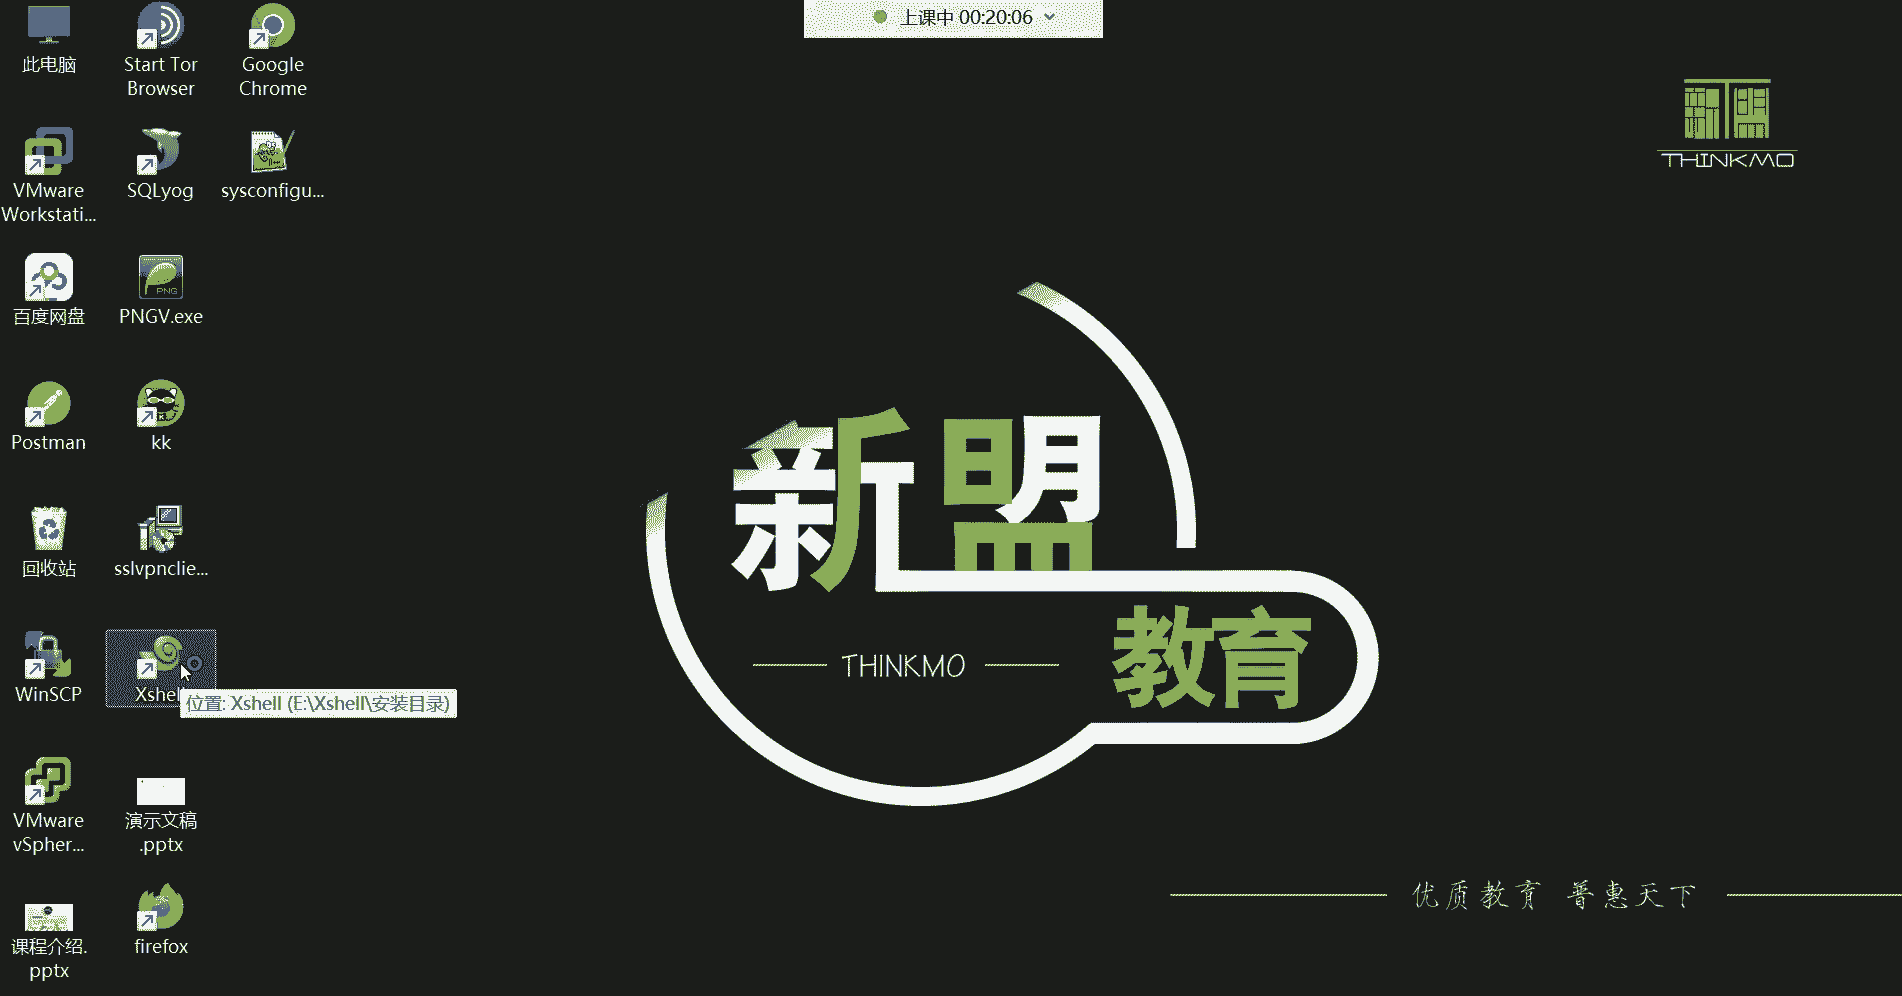 上课中 00:20:06
此电脑
Start Tor
Browser
Google
Chrome
VMware
Workstati...
SQLyog
sysconfigu...
百度网盘
PNG
PNGV.exe
Postman
kk
回收站
sslvpnclie...
WinSCP
Xshell
位置: Xshell (E:\Xshell\安装目录)
VMware
vSpher...
演示文稿
.pptx
课程介绍.
pptx
firefox
THINKMO
新盟
教育
THINKMO
优质教育 普惠天下